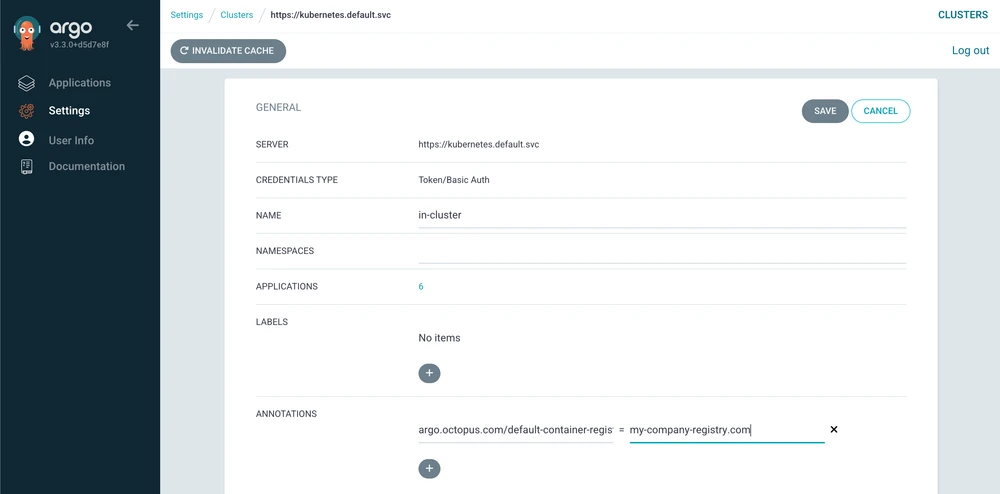 argo
v3.3.0+d5d7e8f
Applications
Settings
User Info
Documentation
Settings / Clusters / https://kubernetes.default.svc
CLUSTERS
INVALIDATE CACHE
Log out
GENERAL
SAVE
CANCEL
SERVER https://kubernetes.default.svc
CREDENTIALS TYPE Token/Basic Auth
NAME in-cluster
NAMESPACES
APPLICATIONS 6
LABELS
No items
+
ANNOTATIONS
argo.octopus.com/default-container-regis = my-company-registry.com
+